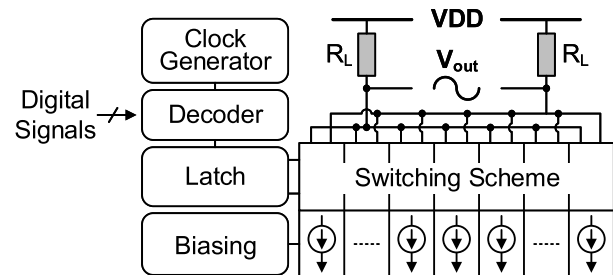 VDD
Clock
Generator
R_L
V_out
R_L
Digital
Signals
Decoder
Latch
Switching Scheme
Biasing